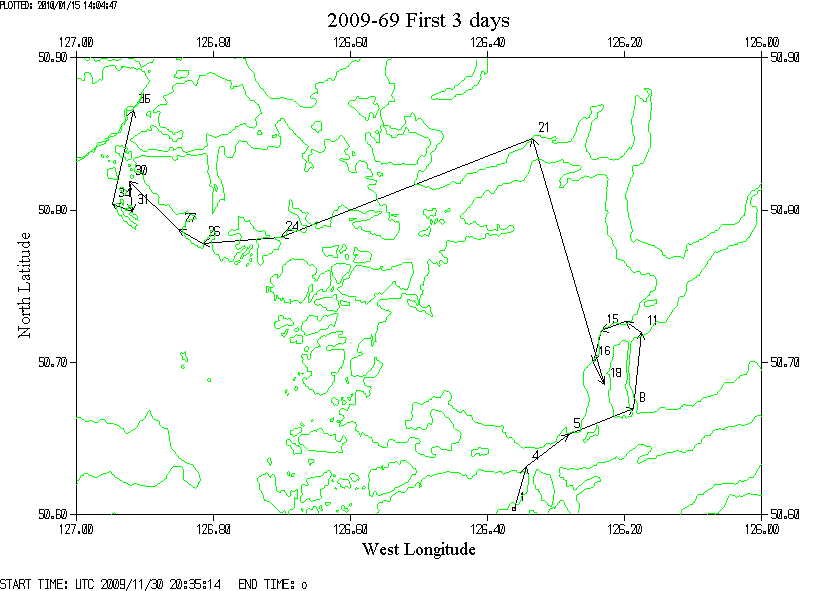 PLOTTED: 2010/01/15 14:04:47
2009-69 First 3 days
127.00 126.80 126.60 126.40 126.20 126.00
50.90 50.90
36
21
30
34 31
50.80 50.80
27 26 24
North Latitude
15 11
16
50.70 50.70
18
8
5
4
1
50.60 50.60
127.00 126.80 126.60 126.40 126.20 126.00
West Longitude
START TIME: UTC 2009/11/30 20:35:14 END TIME: o